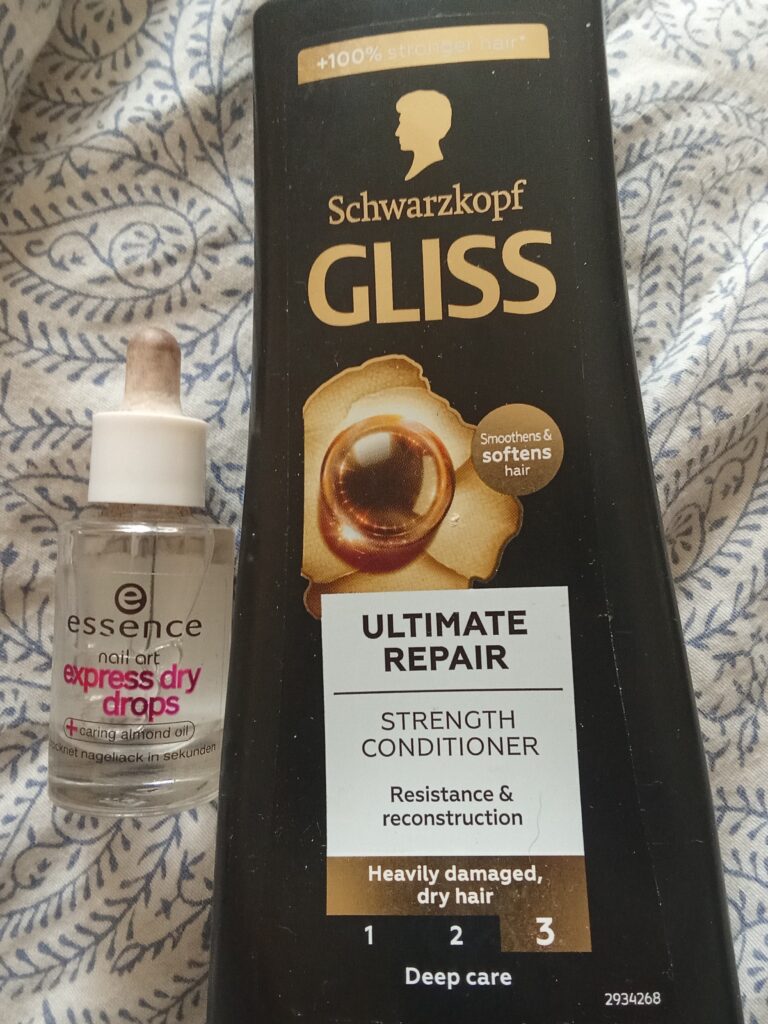 essence
nail art
express dry
drops
+caring almond oil
nagellack in sekunden
+100% stronger hair*
Schwarzkopf
GLISS
Smoothens &
softens
hair
ULTIMATE
REPAIR
STRENGTH
CONDITIONER
Resistance &
reconstruction
Heavily damaged,
dry hair
1 2 3
Deep care
2934268